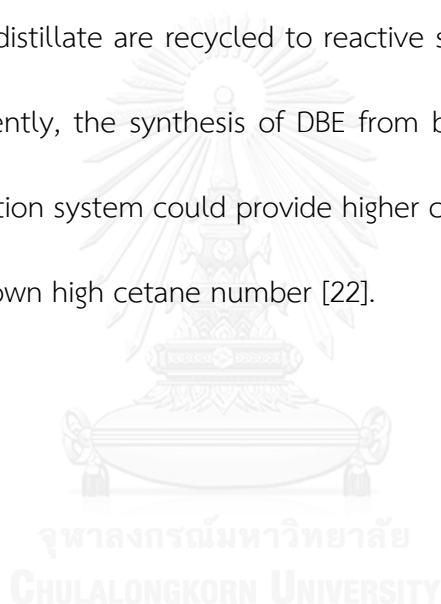 distillate are recycled to reactive s
ently, the synthesis of DBE from b
tion system could provide higher c
own high cetane number [22].
จุฬาลงกรณ์มหาวิทยาลัย
CHULALONGKORN UNIVERSITY